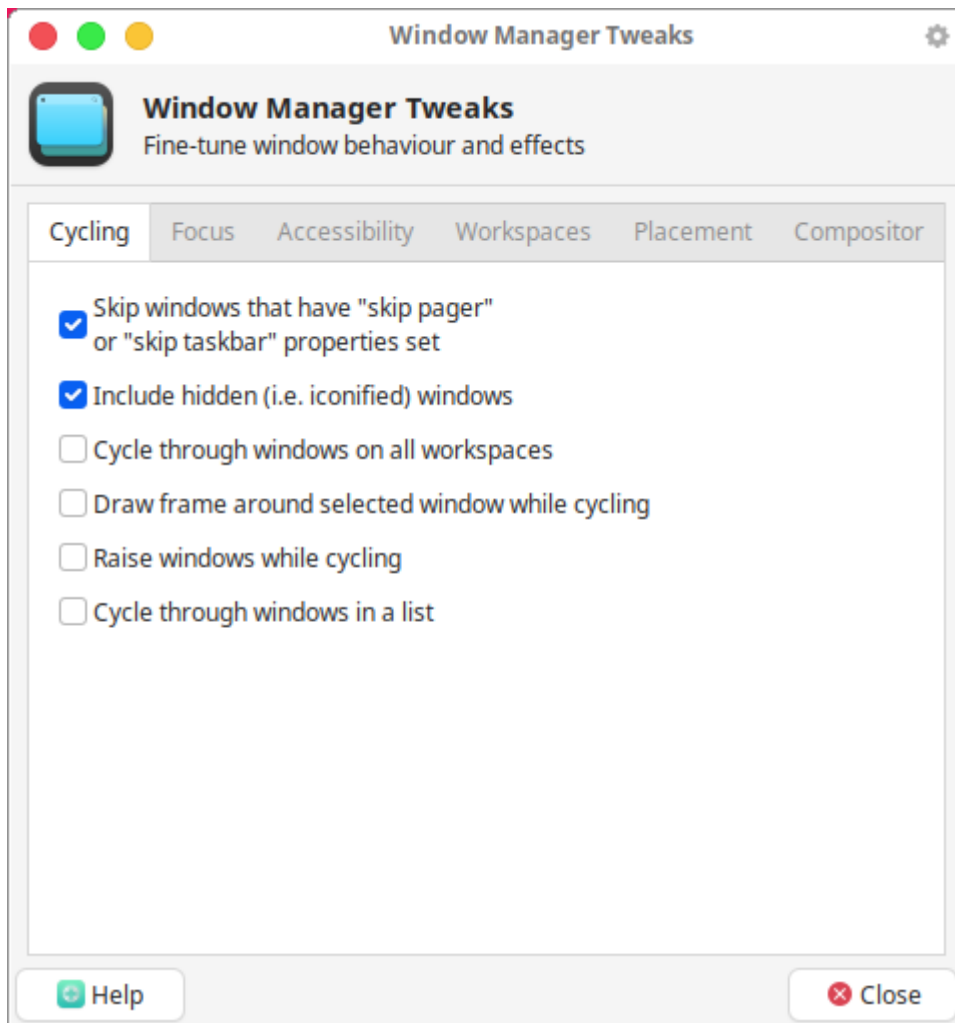 Window Manager Tweaks
Window Manager Tweaks
Fine-tune window behaviour and effects
Cycling Focus Accessibility Workspaces Placement Compositor
Skip windows that have "skip pager"
or "skip taskbar" properties set
Include hidden (i.e. iconified) windows
Cycle through windows on all workspaces
Draw frame around selected window while cycling
Raise windows while cycling
Cycle through windows in a list
Help Close